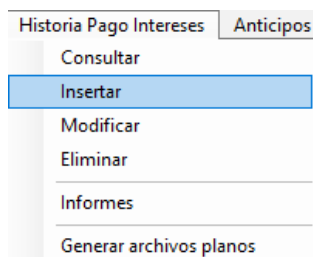 Historia Pago Intereses Anticipos
Consultar
Insertar
Modificar
Eliminar
Informes
Generar archivos planos